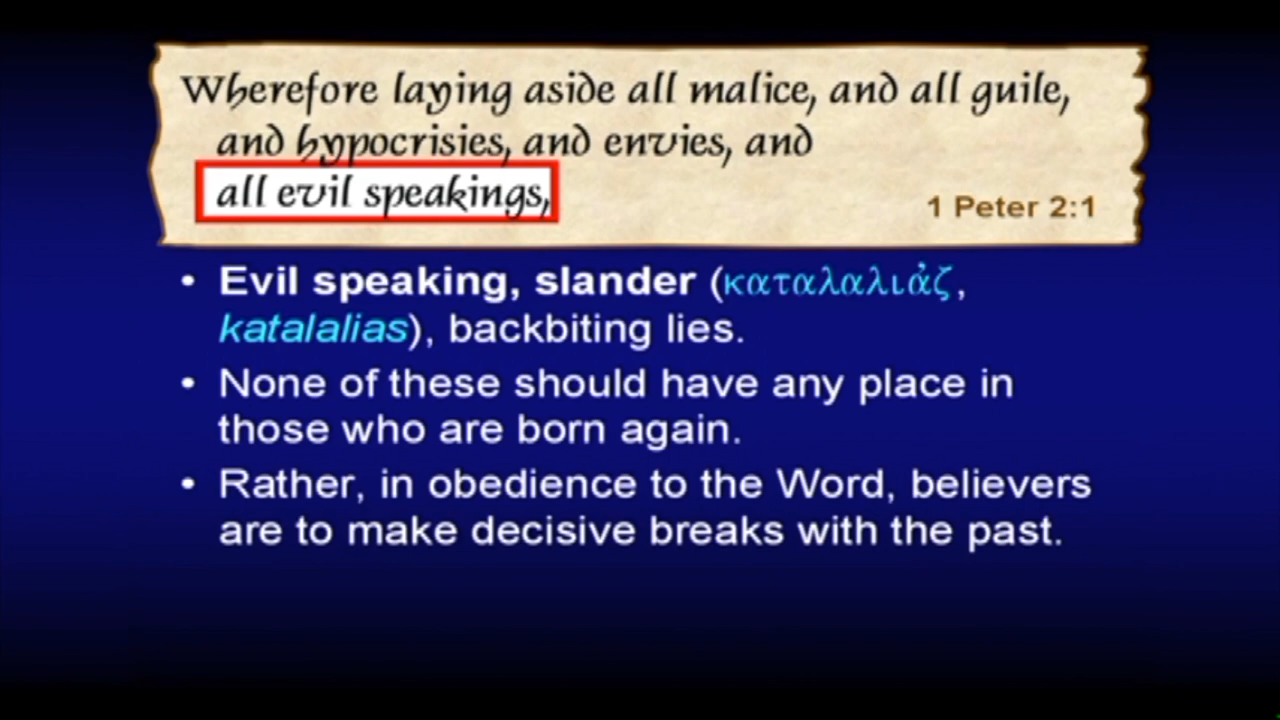 Wherefore laying aside all malice, and all guile,
and hypocrisies, and envies, and
all evil speakings,
1 Peter 2:1
• Evil speaking, slander (καταλαλιἀζ,
katalalias), backbiting lies.
• None of these should have any place in
those who are born again.
• Rather, in obedience to the Word, believers
are to make decisive breaks with the past.